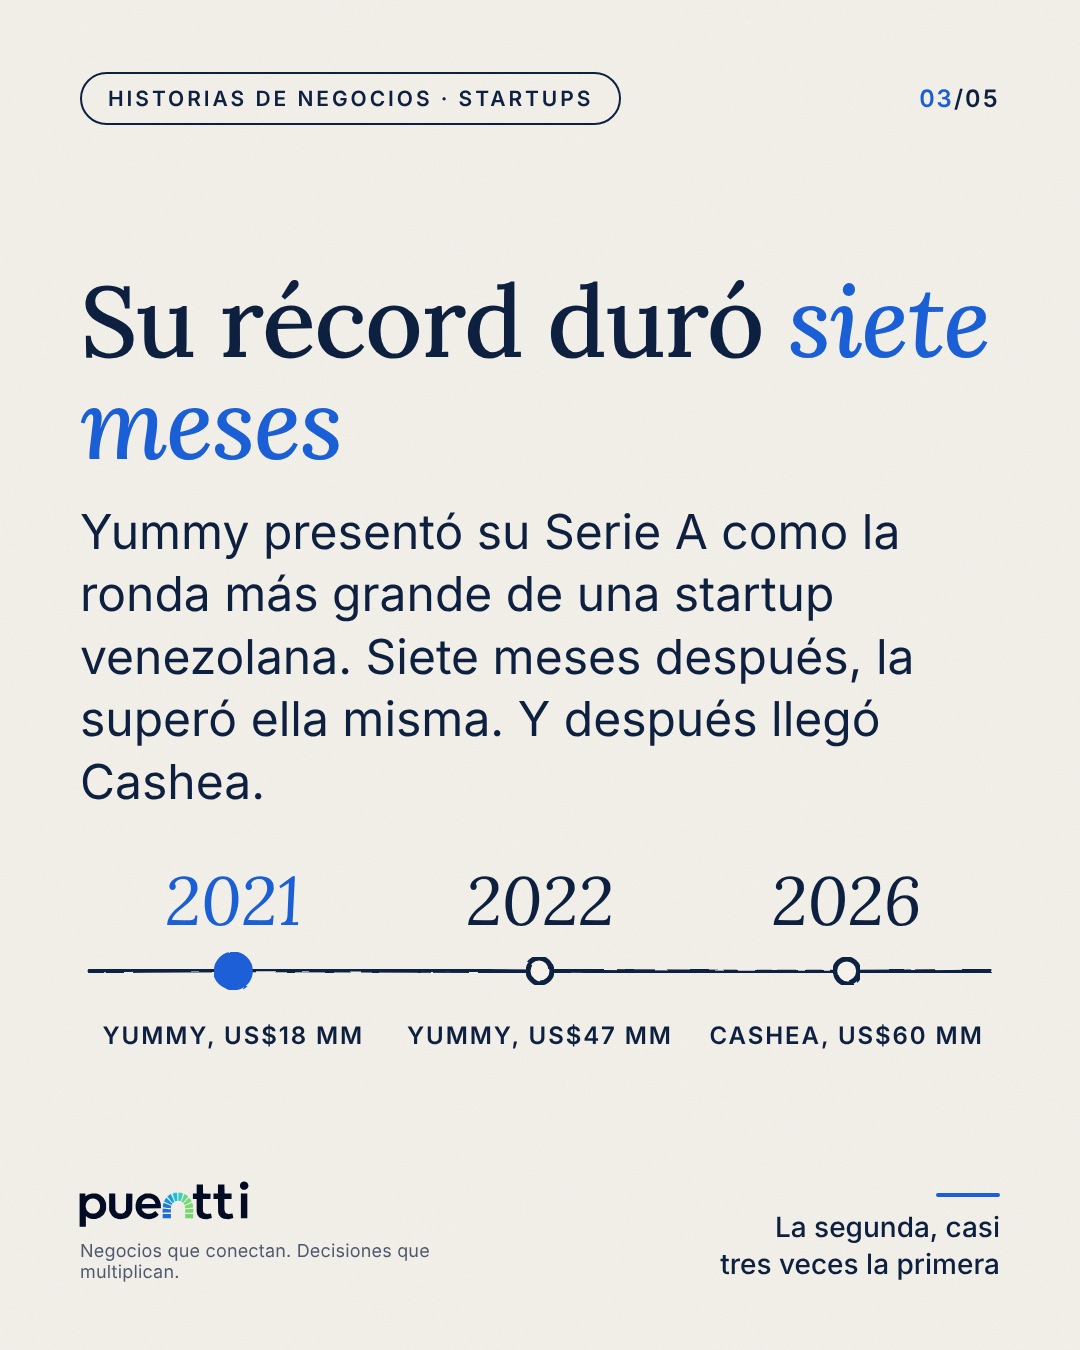 HISTORIAS DE NEGOCIOS · STARTUPS
03/05
Su récord duró siete
meses
Yummy presentó su Serie A como la
ronda más grande de una startup
venezolana. Siete meses después, la
superó ella misma. Y después llegó
Cashea.
2021 2022 2026
YUMMY, US$18 MM YUMMY, US$47 MM CASHEA, US$60 MM
puentti
Negocios que conectan. Decisiones que
multiplican.
La segunda, casi
tres veces la primera